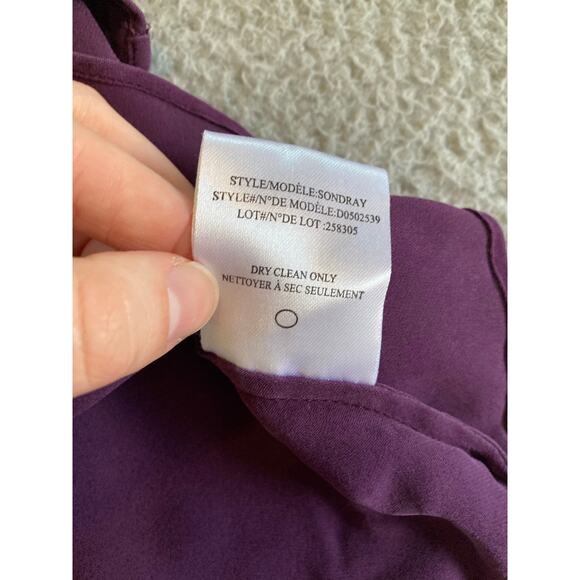 STYLE/MODÈLE:SONDRAY
STYLE#/N°DE MODÈLE:D0502539
LOT#/N°DE LOT :258305
DRY CLEAN ONLY
NETTOYER À SEC SEULEMENT